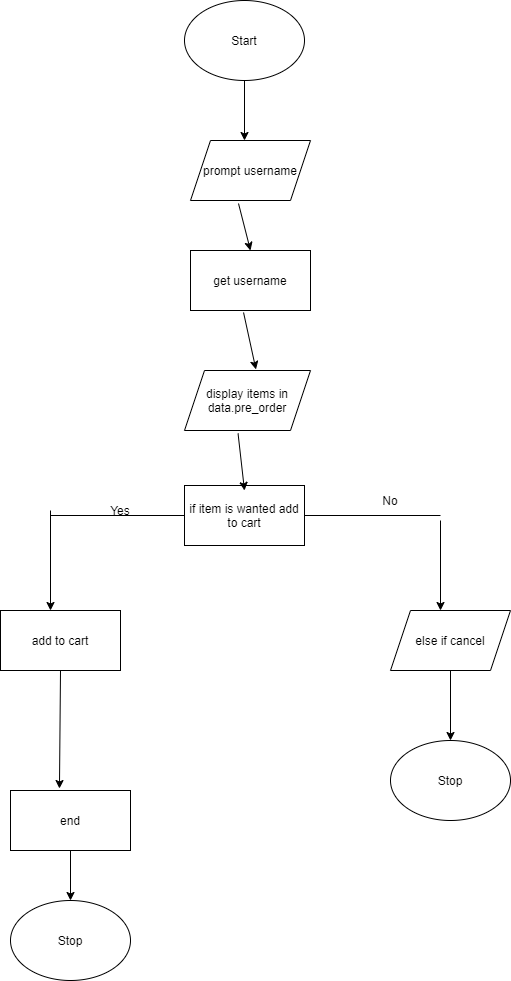 Start
prompt username
get username
display items in
data.pre_order
if item is wanted add
to cart
Yes
No
add to cart
else if cancel
end
Stop
Stop